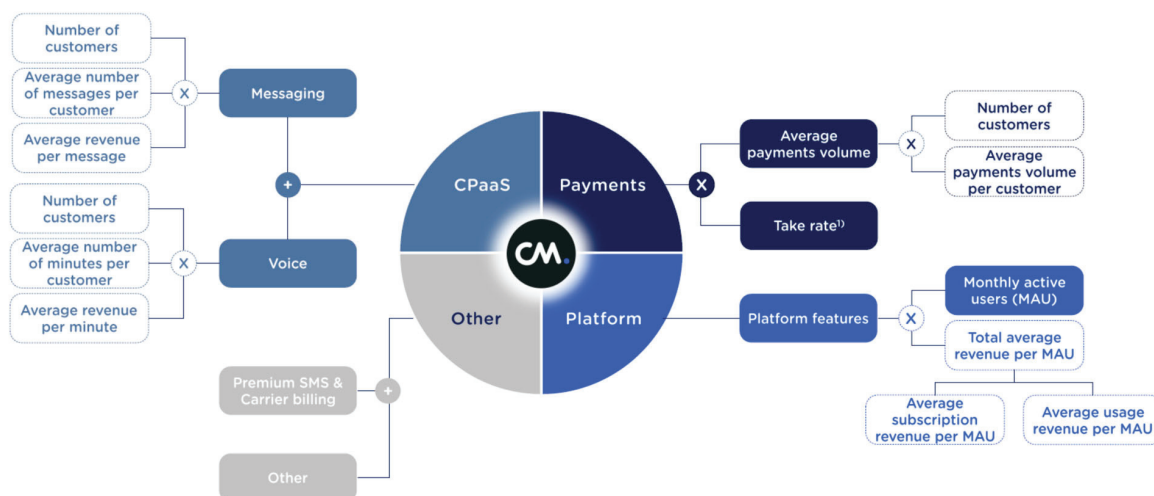 Number of
customers
Average number
of messages per
customer
Average revenue
per message
X
Messaging
+
Number of
customers
Average number
of minutes per
customer
Average revenue
per minute
X
Voice
CPaaS
Payments
Other
Platform
CM.
X
Average
payments volume
Take rate¹⁾
X
Number of
customers
Average
payments volume
per customer
Platform features
X
Monthly active
users (MAU)
Total average
revenue per MAU
Average
subscription
revenue per MAU
Average usage
revenue per MAU
Premium SMS &
Carrier billing
+
Other